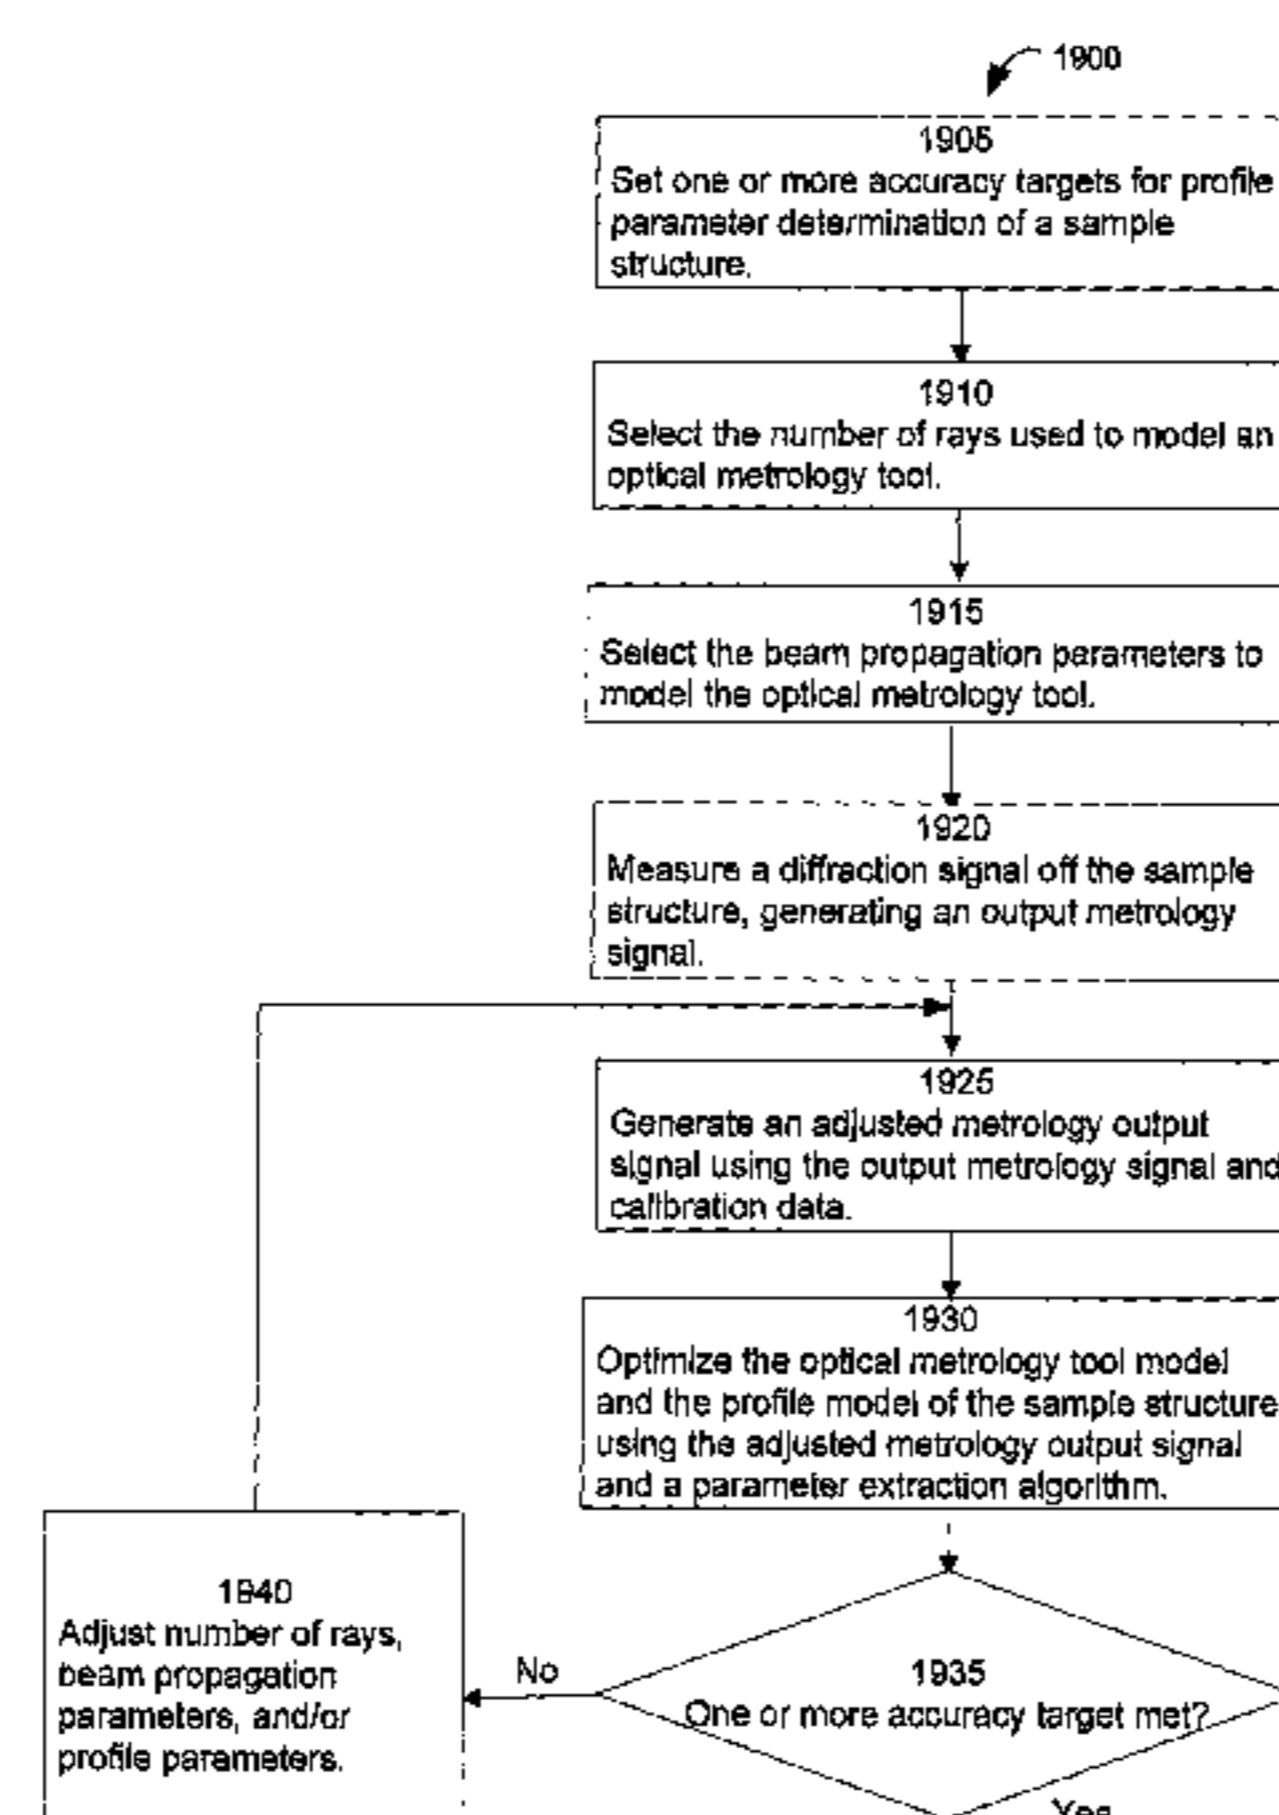 1900
1905
Set one or more accuracy targets for profile
parameter determination of a sample
structure.
1910
Select the number of rays used to model an
optical metrology tool.
1915
Select the beam propagation parameters to
model the optical metrology tool.
1920
Measure a diffraction signal off the sample
structure, generating an output metrology
signal.
1925
Generate an adjusted metrology output
signal using the output metrology signal and
calibration data.
1930
Optimize the optical metrology tool model
and the profile model of the sample structure
using the adjusted metrology output signal
and a parameter extraction algorithm.
1940
Adjust number of rays,
beam propagation
parameters, and/or
profile parameters.
No
1935
One or more accuracy target met?
Yes